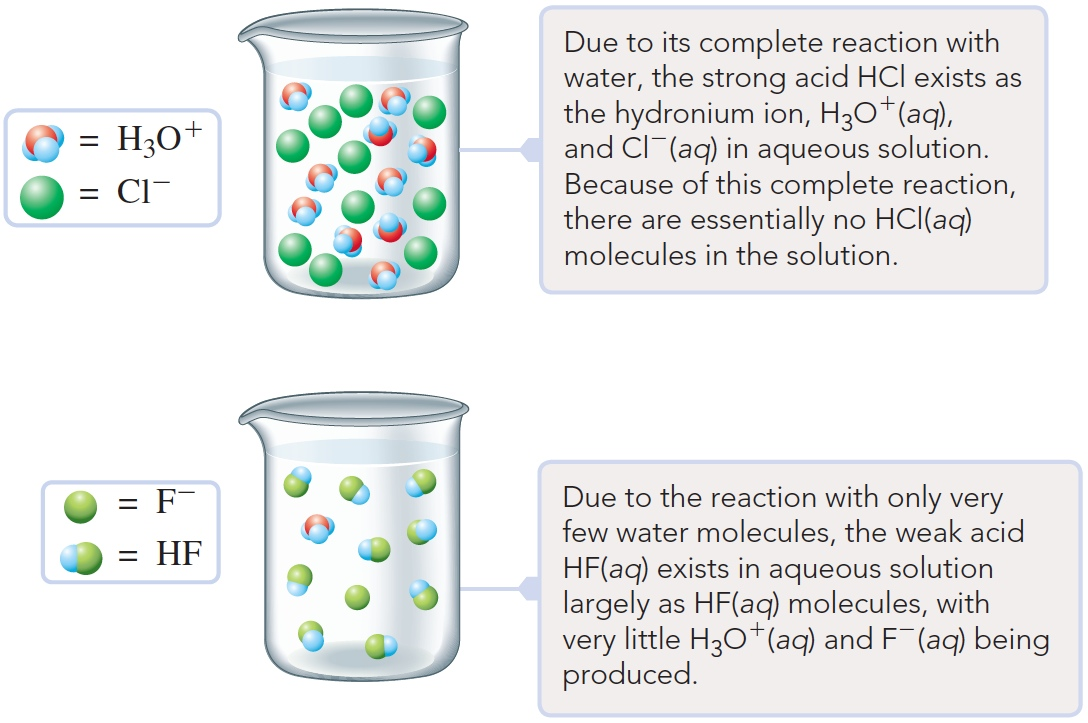 Due to its complete reaction with
water, the strong acid HCl exists as
the hydronium ion, H₃O⁺(aq),
and Cl⁻(aq) in aqueous solution.
Because of this complete reaction,
there are essentially no HCl(aq)
molecules in the solution.
= H₃O⁺
= Cl⁻
= F⁻
= HF
Due to the reaction with only very
few water molecules, the weak acid
HF(aq) exists in aqueous solution
largely as HF(aq) molecules, with
very little H₃O⁺(aq) and F⁻(aq) being
produced.